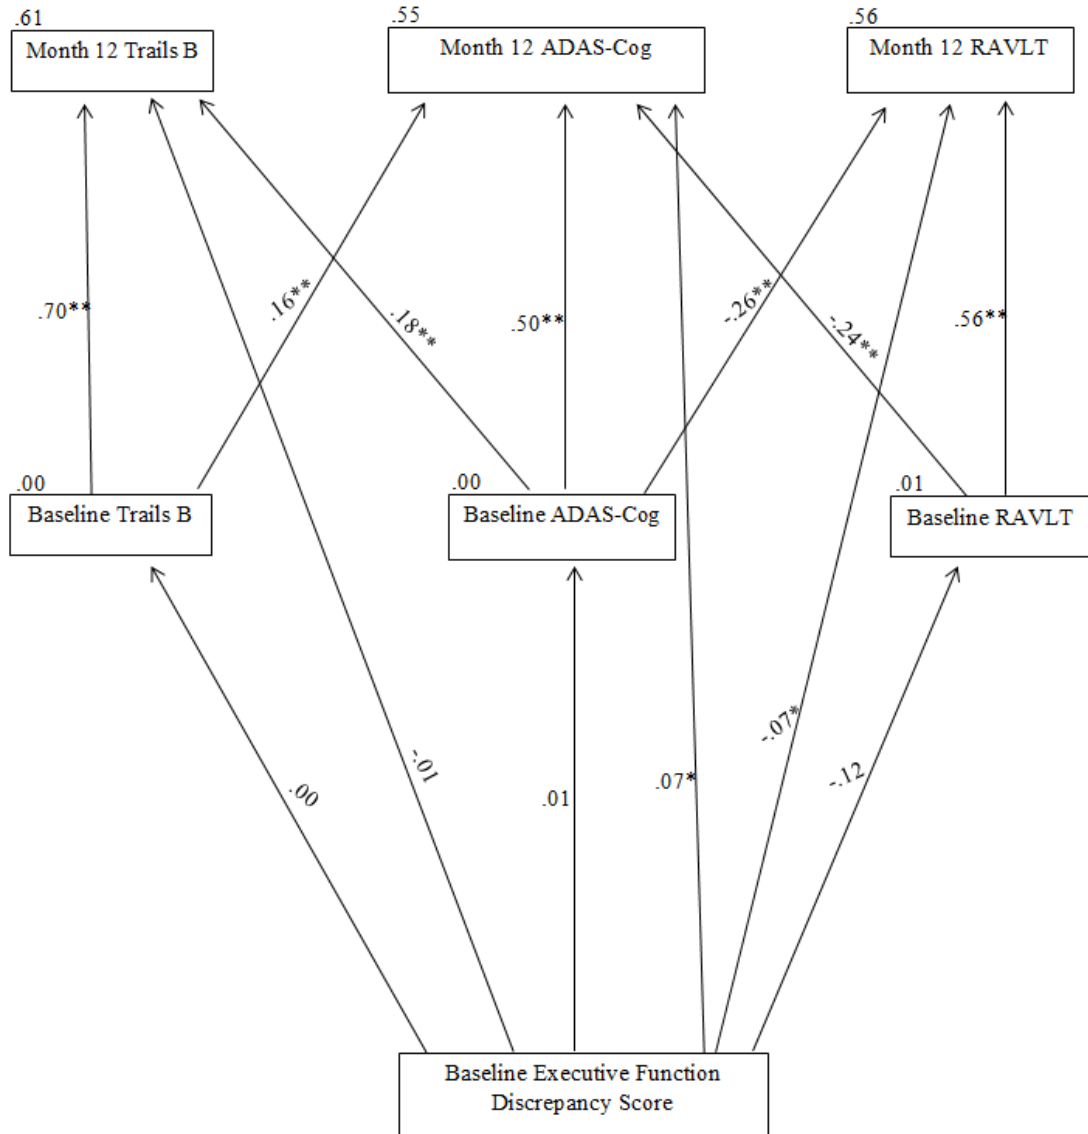 .61
Month 12 Trails B
.55
Month 12 ADAS-Cog
.56
Month 12 RAVLT
.70**
.16**
.18**
.50**
-.26**
-.24**
.56**
.00
Baseline Trails B
.00
Baseline ADAS-Cog
.01
Baseline RAVLT
.00
-.01
.01
.07*
-.07*
-.12
Baseline Executive Function
Discrepancy Score